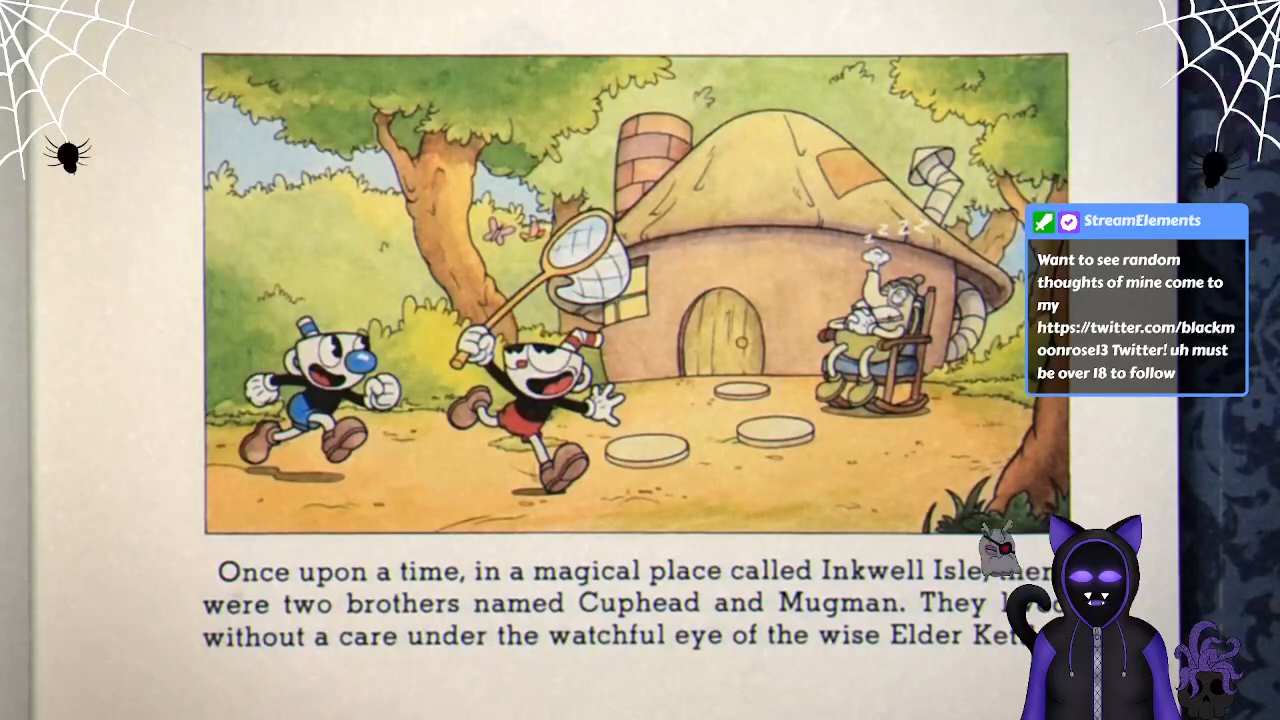 z z Z <
StreamElements
Want to see random
thoughts of mine come to
my
https://twitter.com/blackm
oonrose13 Twitter! uh must
be over 18 to follow
Once upon a time, in a magical place called Inkwell Isle,
were two brothers named Cuphead and Mugman. They
without a care under the watchful eye of the wise Elder